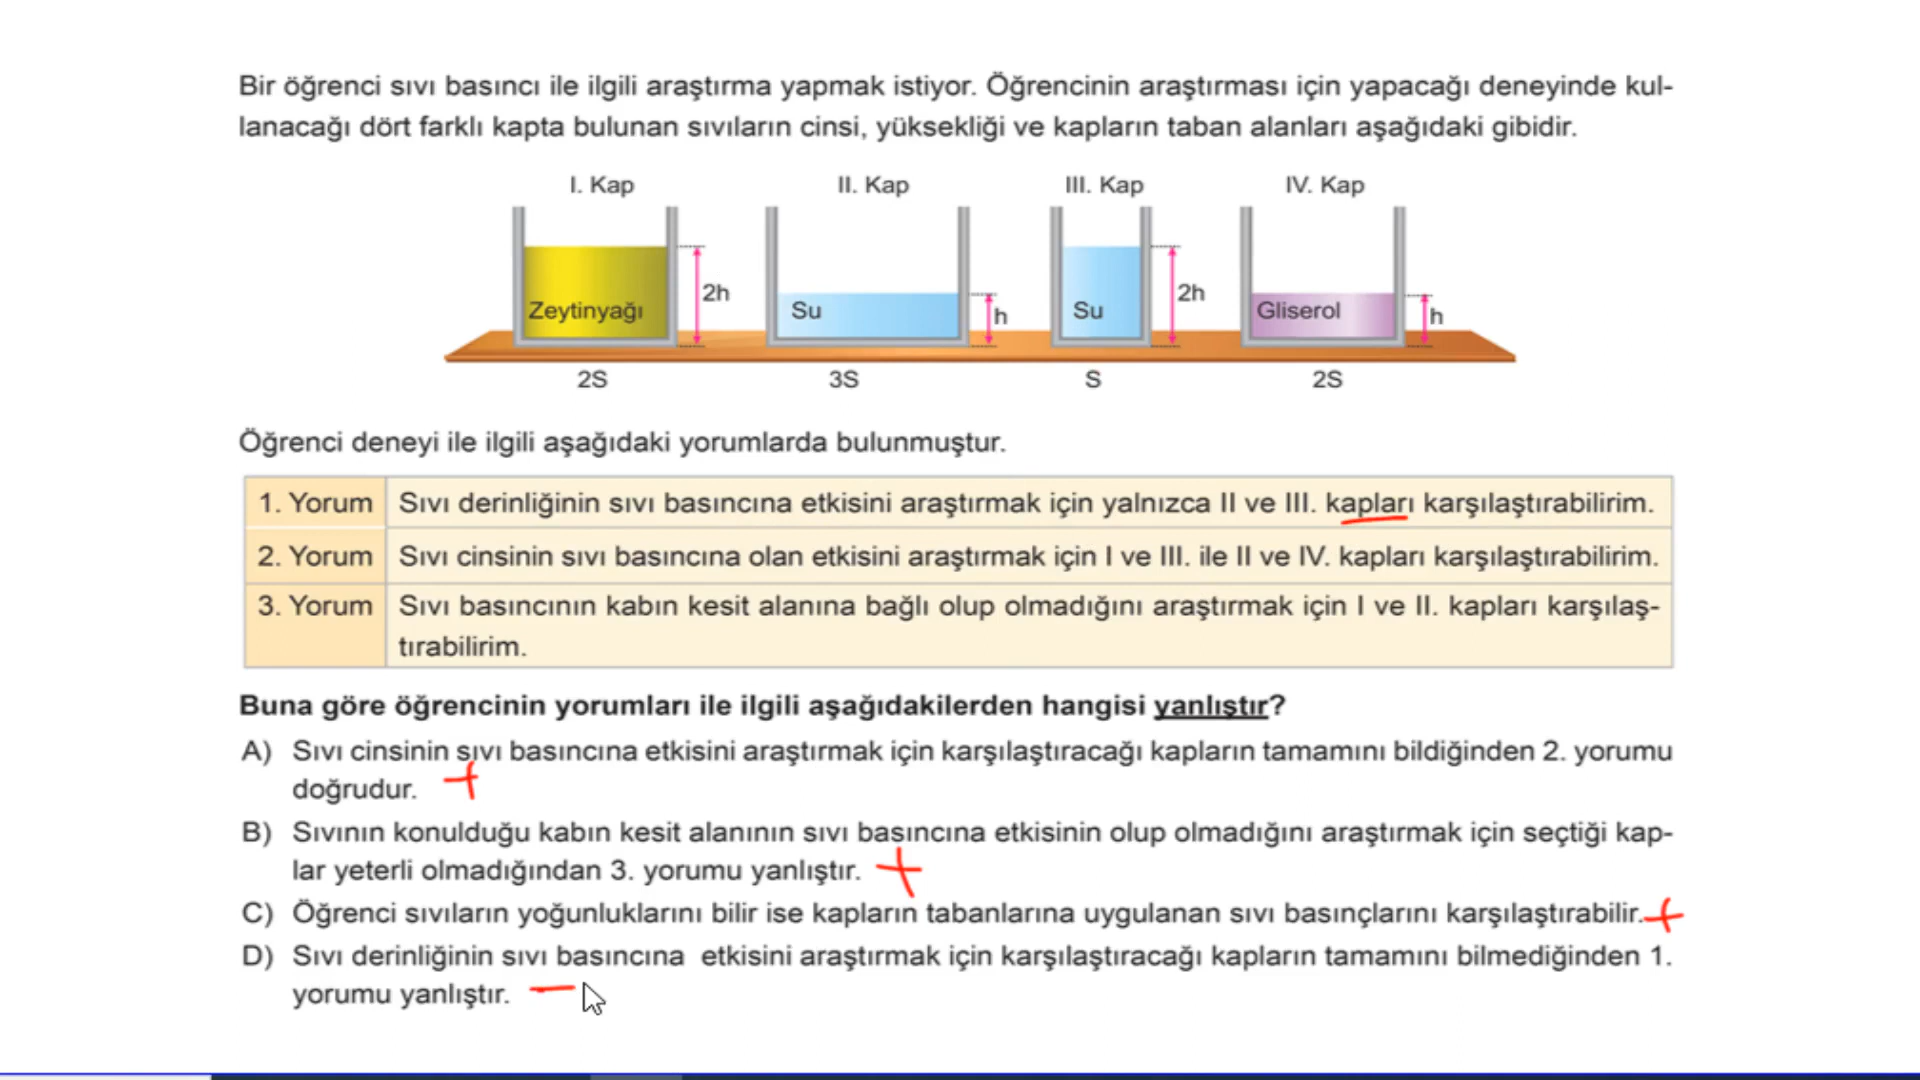 Bir öğrenci sıvı basıncı ile ilgili araştırma yapmak istiyor. Öğrencinin araştırması için yapacağı deneyinde kul-
lanacağı dört farklı kapta bulunan sıvıların cinsi, yüksekliği ve kapların taban alanları aşağıdaki gibidir.
I. Kap II. Kap III. Kap IV. Kap
Zeytinyağı 2h Su h Su 2h Gliserol h
2S 3S S 2S
Öğrenci deneyi ile ilgili aşağıdaki yorumlarda bulunmuştur.
1. Yorum Sıvı derinliğinin sıvı basıncına etkisini araştırmak için yalnızca II ve III. kapları karşılaştırabilirim.
2. Yorum Sıvı cinsinin sıvı basıncına olan etkisini araştırmak için I ve III. ile II ve IV. kapları karşılaştırabilirim.
3. Yorum Sıvı basıncının kabın kesit alanına bağlı olup olmadığını araştırmak için I ve II. kapları karşılaş-
tırabilirim.
Buna göre öğrencinin yorumları ile ilgili aşağıdakilerden hangisi yanlıştır?
A) Sıvı cinsinin sıvı basıncına etkisini araştırmak için karşılaştıracağı kapların tamamını bildiğinden 2. yorumu
doğrudur.
B) Sıvının konulduğu kabın kesit alanının sıvı basıncına etkisinin olup olmadığını araştırmak için seçtiği kap-
lar yeterli olmadığından 3. yorumu yanlıştır.
C) Öğrenci sıvıların yoğunluklarını bilir ise kapların tabanlarına uygulanan sıvı basınçlarını karşılaştırabilir.
D) Sıvı derinliğinin sıvı basıncına etkisini araştırmak için karşılaştıracağı kapların tamamını bilmediğinden 1.
yorumu yanlıştır.